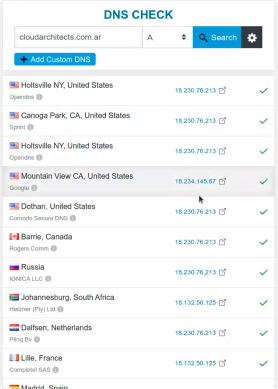 DNS CHECK
cloudarchitects.com.ar
A
Search
+ Add Custom DNS
Holtsville NY, United States
Opendns
18.230.76.213
Canoga Park, CA, United States
Sprint
18.230.76.213
Holtsville NY, United States
Opendns
18.230.76.213
Mountain View CA, United States
Google
18.234.145.67
Dothan, United States
Comodo Secure DNS
18.230.76.213
Barrie, Canada
Rogers Comm
18.230.76.213
Russia
IONICA LLC
18.230.76.213
Johannesburg, South Africa
Hetzner (Pty) Ltd
18.132.50.125
Dalfsen, Netherlands
Plinq Bv
18.230.76.213
Lille, France
Completel SAS
18.132.50.125
Madrid, Spain